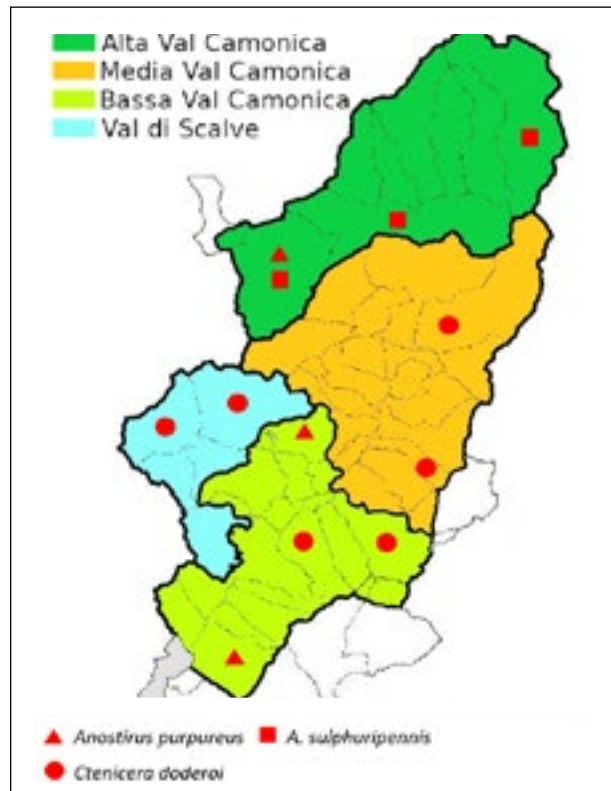 Alta Val Camonica
Media Val Camonica
Bassa Val Camonica
Val di Scalve
Anostirus purpureus A. sulphuripennis
Ctenicera doderoi